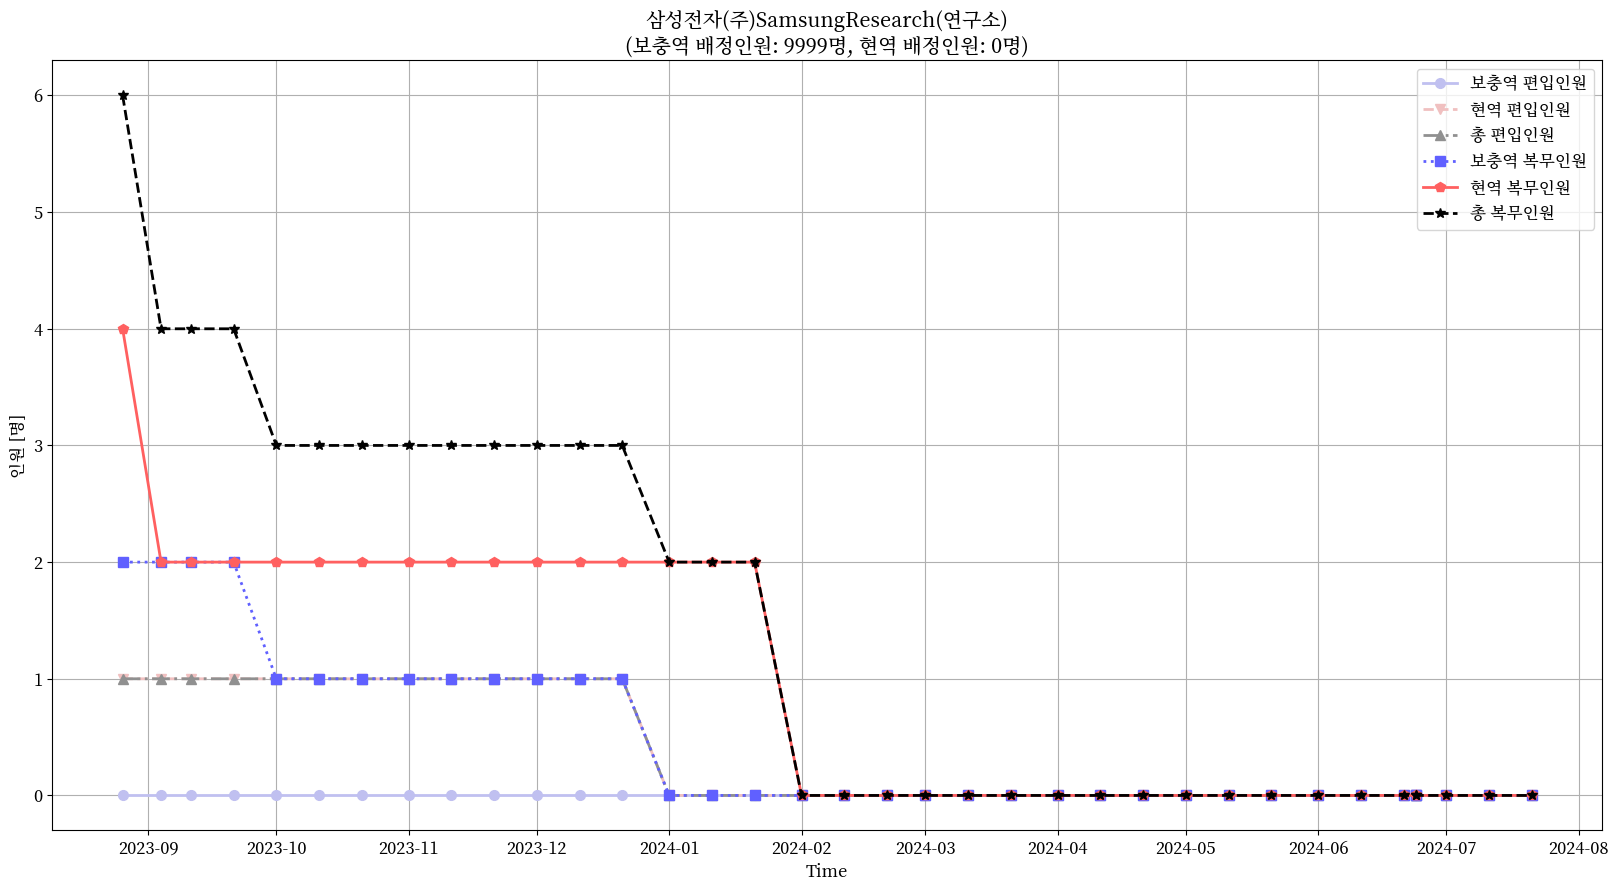 삼성전자(주)SamsungResearch(연구소)
(보충역 배정인원: 9999명, 현역 배정인원: 0명)
보충역 편입인원
현역 편입인원
총 편입인원
보충역 복무인원
현역 복무인원
총 복무인원
인원 [명]
6
5
4
3
2
1
0
2023-09
2023-10
2023-11
2023-12
2024-01
2024-02
2024-03
2024-04
2024-05
2024-06
2024-07
2024-08
Time